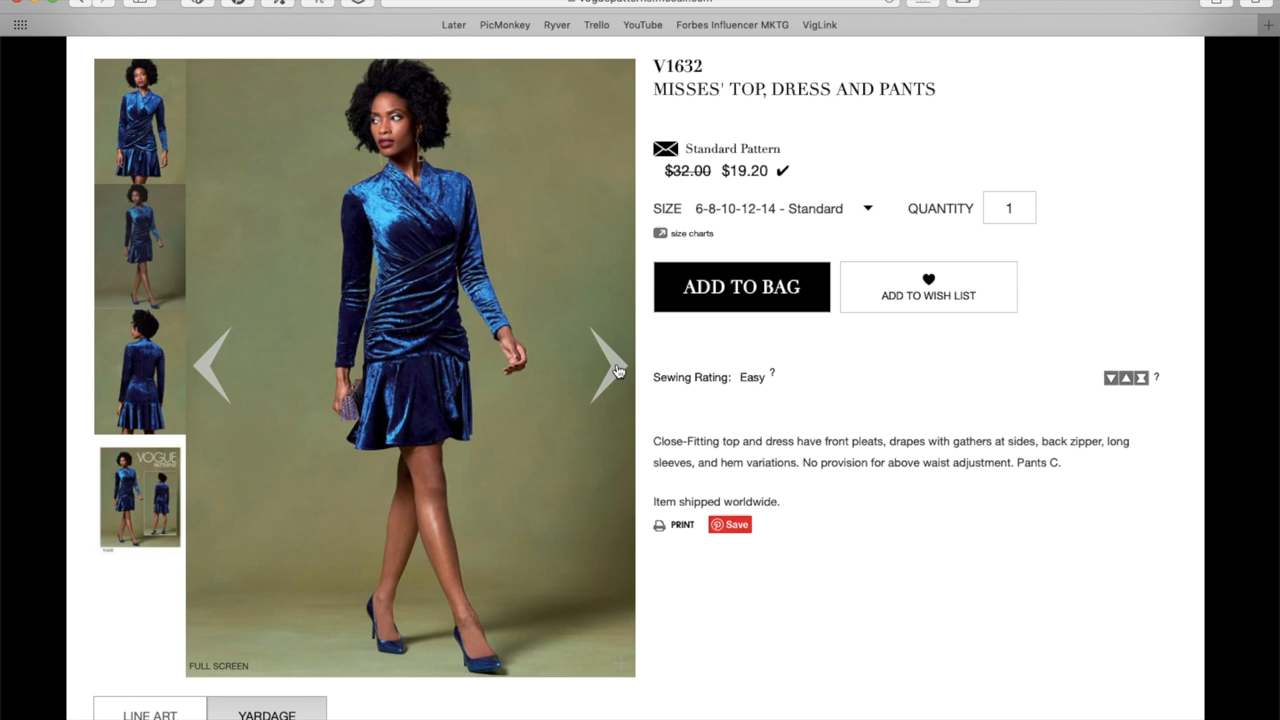 Later PicMonkey Ryver Trello YouTube Forbes Influencer MKTG VigLink
V1632
MISSES' TOP, DRESS AND PANTS
Standard Pattern
$32.00 $19.20 ✔
SIZE 6-8-10-12-14 - Standard QUANTITY 1
size charts
ADD TO BAG
ADD TO WISH LIST
Sewing Rating: Easy ?
?
Close-Fitting top and dress have front pleats, drapes with gathers at sides, back zipper, long
sleeves, and hem variations. No provision for above waist adjustment. Pants C.
Item shipped worldwide.
PRINT Save
VOGUE
PATTERNS
FULL SCREEN
LINE ART YARDAGE